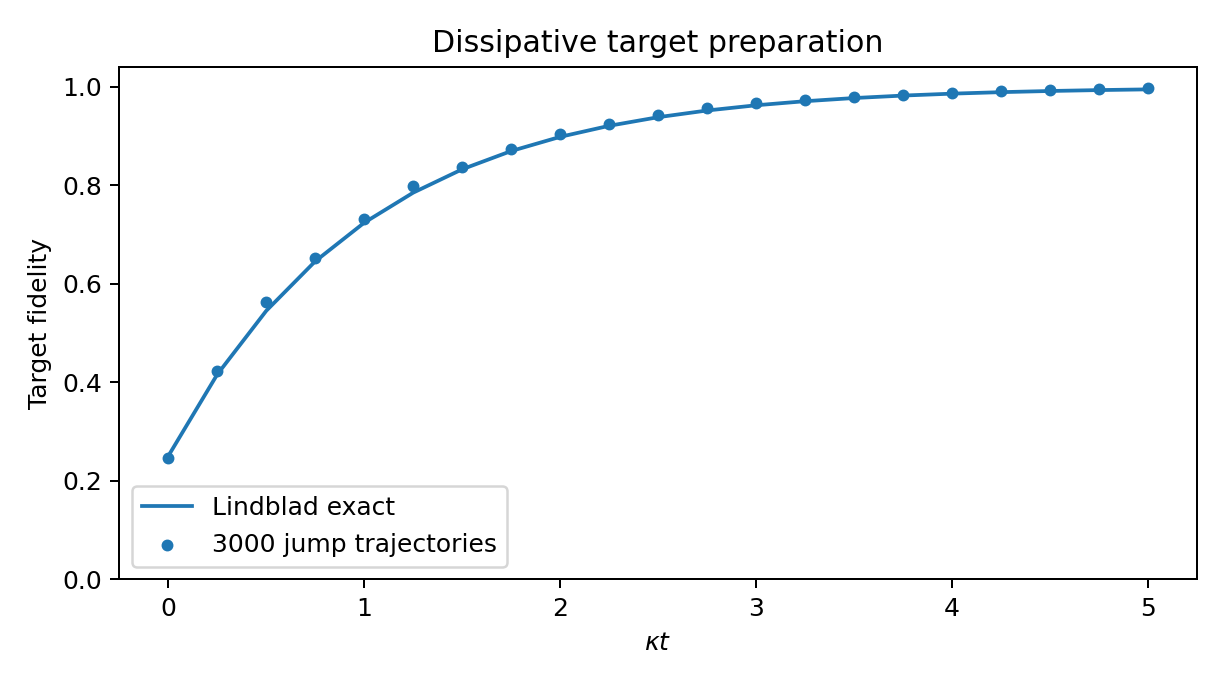 Dissipative target preparation
Target fidelity
1.0
0.8
0.6
0.4
0.2
0.0
Lindblad exact
3000 jump trajectories
0 1 2 3 4 5
κt